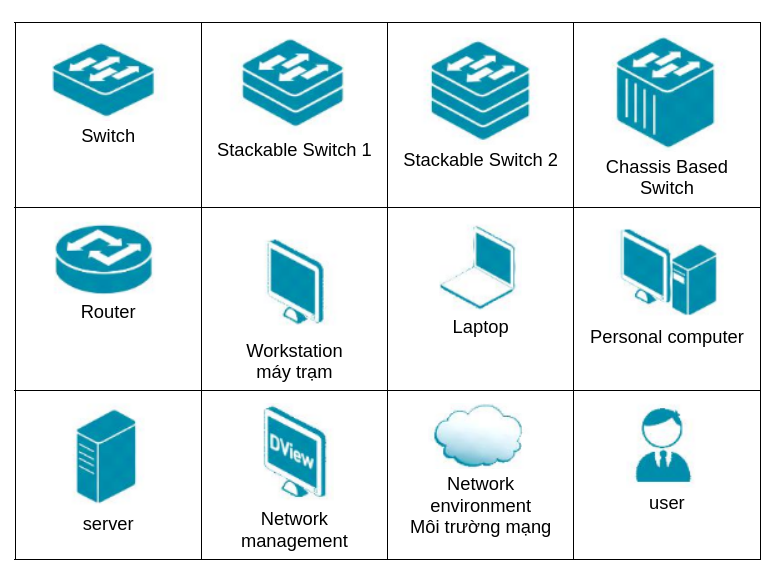 Switch
Stackable Switch 1
Stackable Switch 2
Chassis Based
Switch
Router
Workstation
máy trạm
Laptop
Personal computer
server
DView
Network
management
Network
environment
Môi trường mạng
user